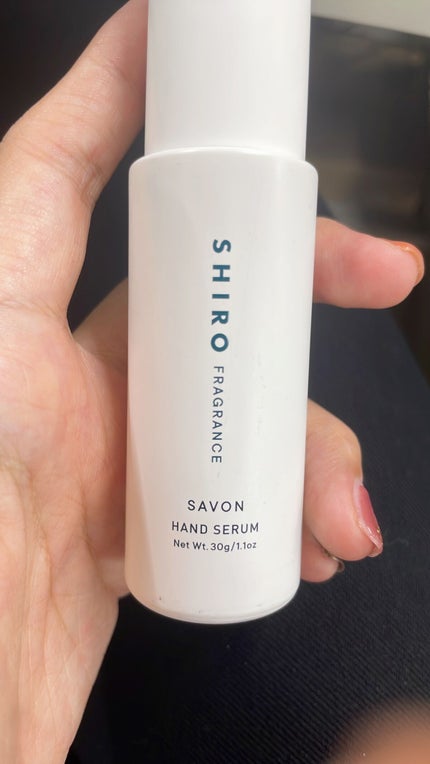 SHIRO FRAGRANCE
SAVON
HAND SERUM
Net Wt. 30g/1.1oz